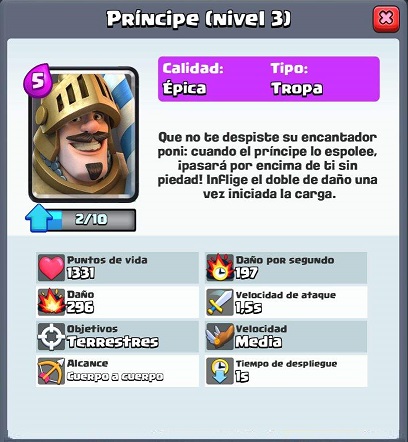 Príncipe (nivel 3)
5
Calidad:
Épica
Tipo:
Tropa
Que no te despiste su encantador
poni: cuando el príncipe lo espolee,
¡pasará por encima de ti sin
piedad! Inflige el doble de daño una
vez iniciada la carga.
2/10
Puntos de vida
1331
Daño por segundo
197
Daño
296
Velocidad de ataque
1,5s
Objetivos
Terrestres
Velocidad
Media
Alcance
Cuerpo a cuerpo
Tiempo de despliegue
1s